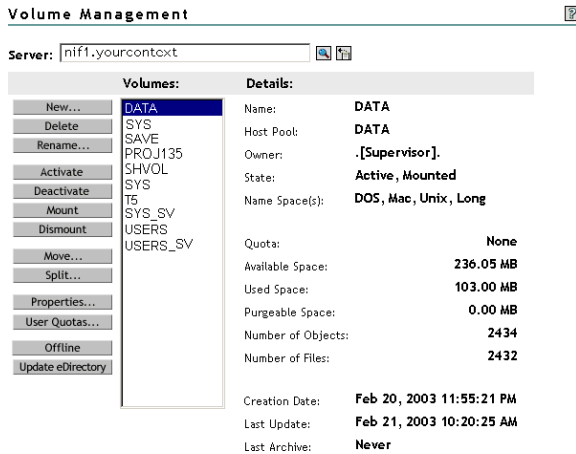 Volume Management
?
Server: nif1.yourcontext
Volumes: Details:
New...
Delete
Rename...
Activate
Deactivate
Mount
Dismount
Move...
Split...
Properties...
User Quotas...
Offline
Update eDirectory
DATA
SYS
SAVE
PROJ135
SHVOL
SYS
T5
SYS_SV
USERS
USERS_SV
Name: DATA
Host Pool: DATA
Owner: .[Supervisor].
State: Active, Mounted
Name Space(s): DOS, Mac, Unix, Long
Quota: None
Available Space: 236.05 MB
Used Space: 103.00 MB
Purgeable Space: 0.00 MB
Number of Objects: 2434
Number of Files: 2432
Creation Date: Feb 20, 2003 11:55:21 PM
Last Update: Feb 21, 2003 10:20:25 AM
Last Archive: Never